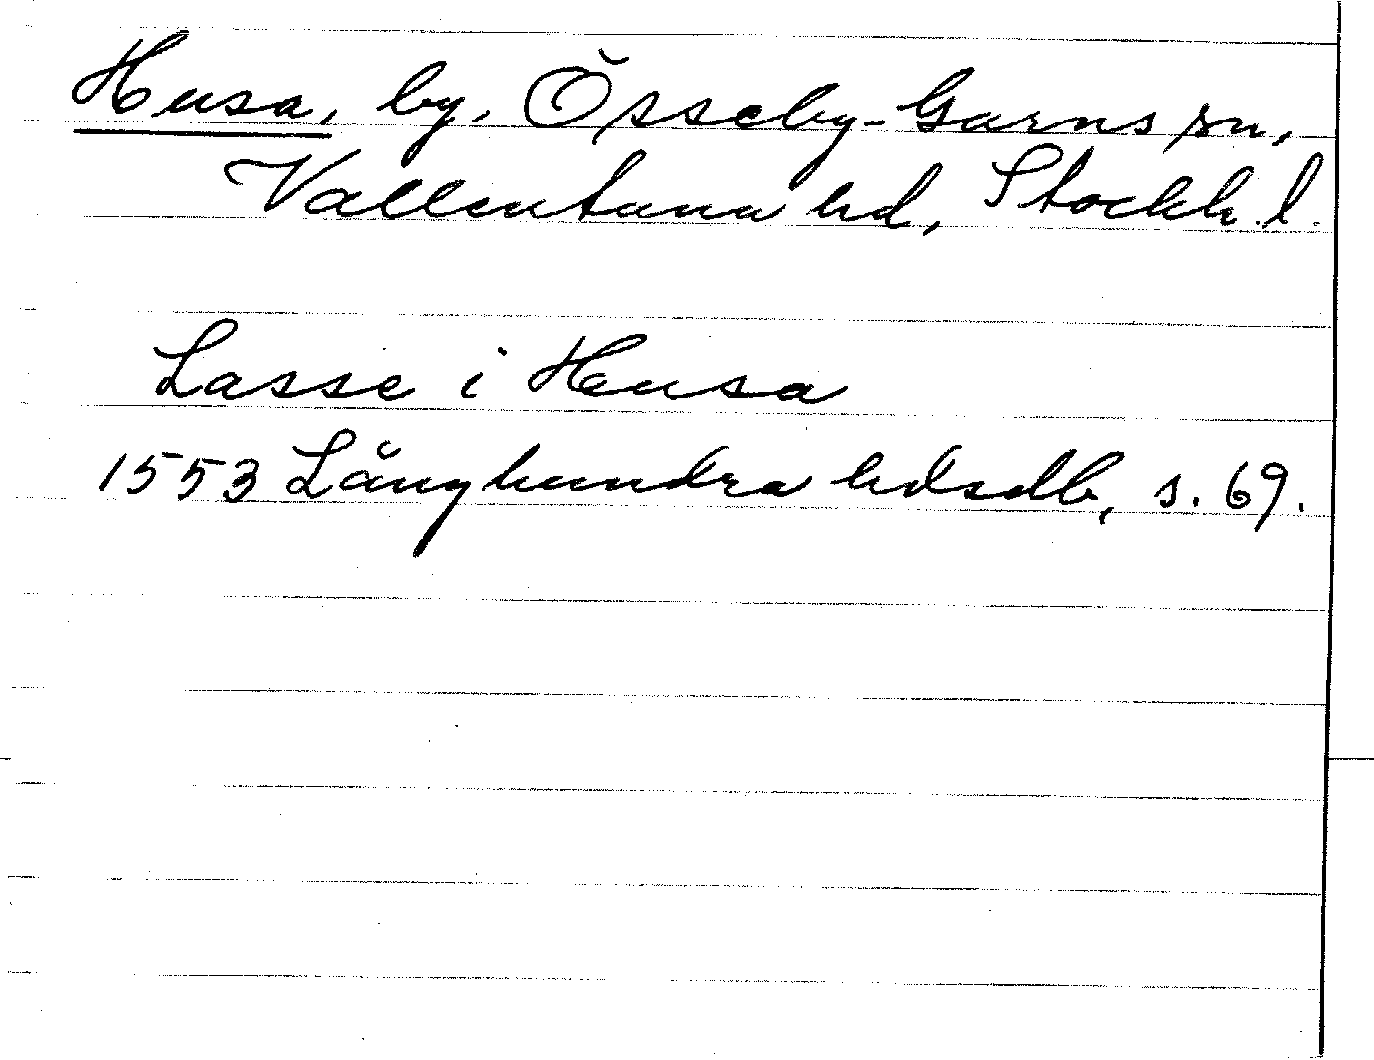 Husa, by, Össeby-Garns sn,
Vallentuna hd, Stockh. l.
Lasse i Husa
1553 Långhundra hdsdb, s. 69.